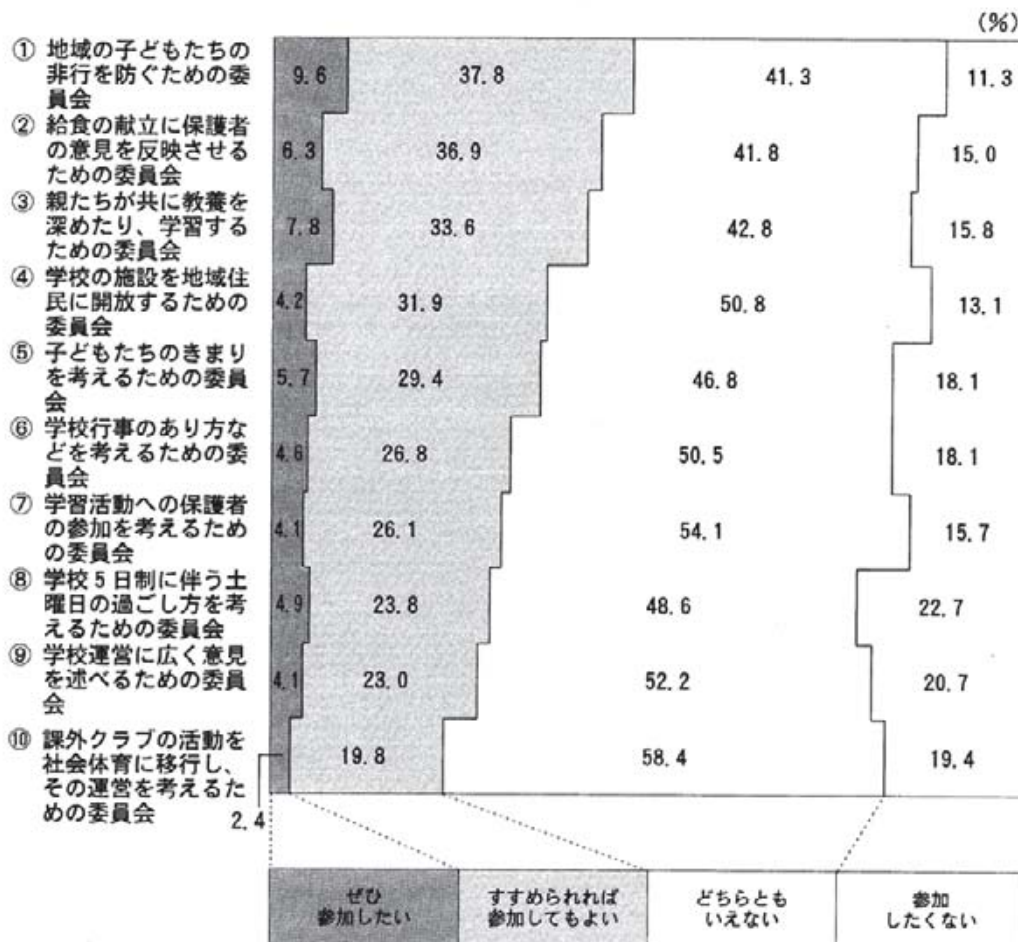 (%)
① 地域の子どもたちの
非行を防ぐための委
員会
9.6 37.8 41.3 11.3
② 給食の献立に保護者
の意見を反映させる
ための委員会
6.3 36.9 41.8 15.0
③ 親たちが共に教養を
深めたり、学習する
ための委員会
7.8 33.6 42.8 15.8
④ 学校の施設を地域住
民に開放するための
委員会
4.2 31.9 50.8 13.1
⑤ 子どもたちのきまり
を考えるための委員
会
5.7 29.4 46.8 18.1
⑥ 学校行事のあり方な
どを考えるための委
員会
4.6 26.8 50.5 18.1
⑦ 学習活動への保護者
の参加を考えるため
の委員会
4.1 26.1 54.1 15.7
⑧ 学校5日制に伴う土
曜日の過ごし方を考
えるための委員会
4.9 23.8 48.6 22.7
⑨ 学校運営に広く意見
を述べるための委員
会
4.1 23.0 52.2 20.7
⑩ 課外クラブの活動を
社会体育に移行し、
その運営を考えるた
めの委員会
2.4 19.8 58.4 19.4
ぜひ
参加したい
すすめられれば
参加してもよい
どちらとも
いえない
参加
したくない